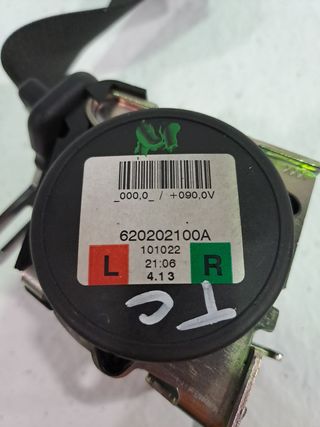 _000,0_ / +090,0V
620202100A
101022
L 21:06 R
4.13
TC